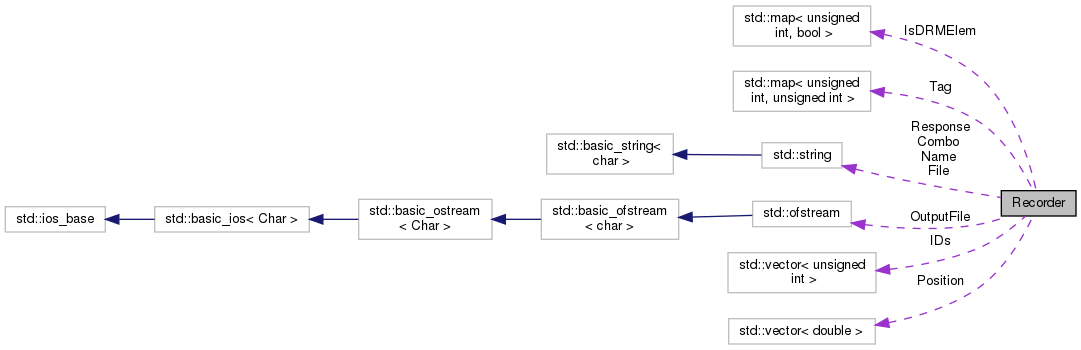 std::map< unsigned
int, bool >
IsDRMElem
std::map< unsigned
int, unsigned int >
Tag
Response
Combo
Name
File
std::basic_string<
char >
std::string
Recorder
std::ios_base
std::basic_ios< Char >
std::basic_ostream
< Char >
std::basic_ofstream
< char >
std::ofstream
OutputFile
IDs
std::vector< unsigned
int >
Position
std::vector< double >